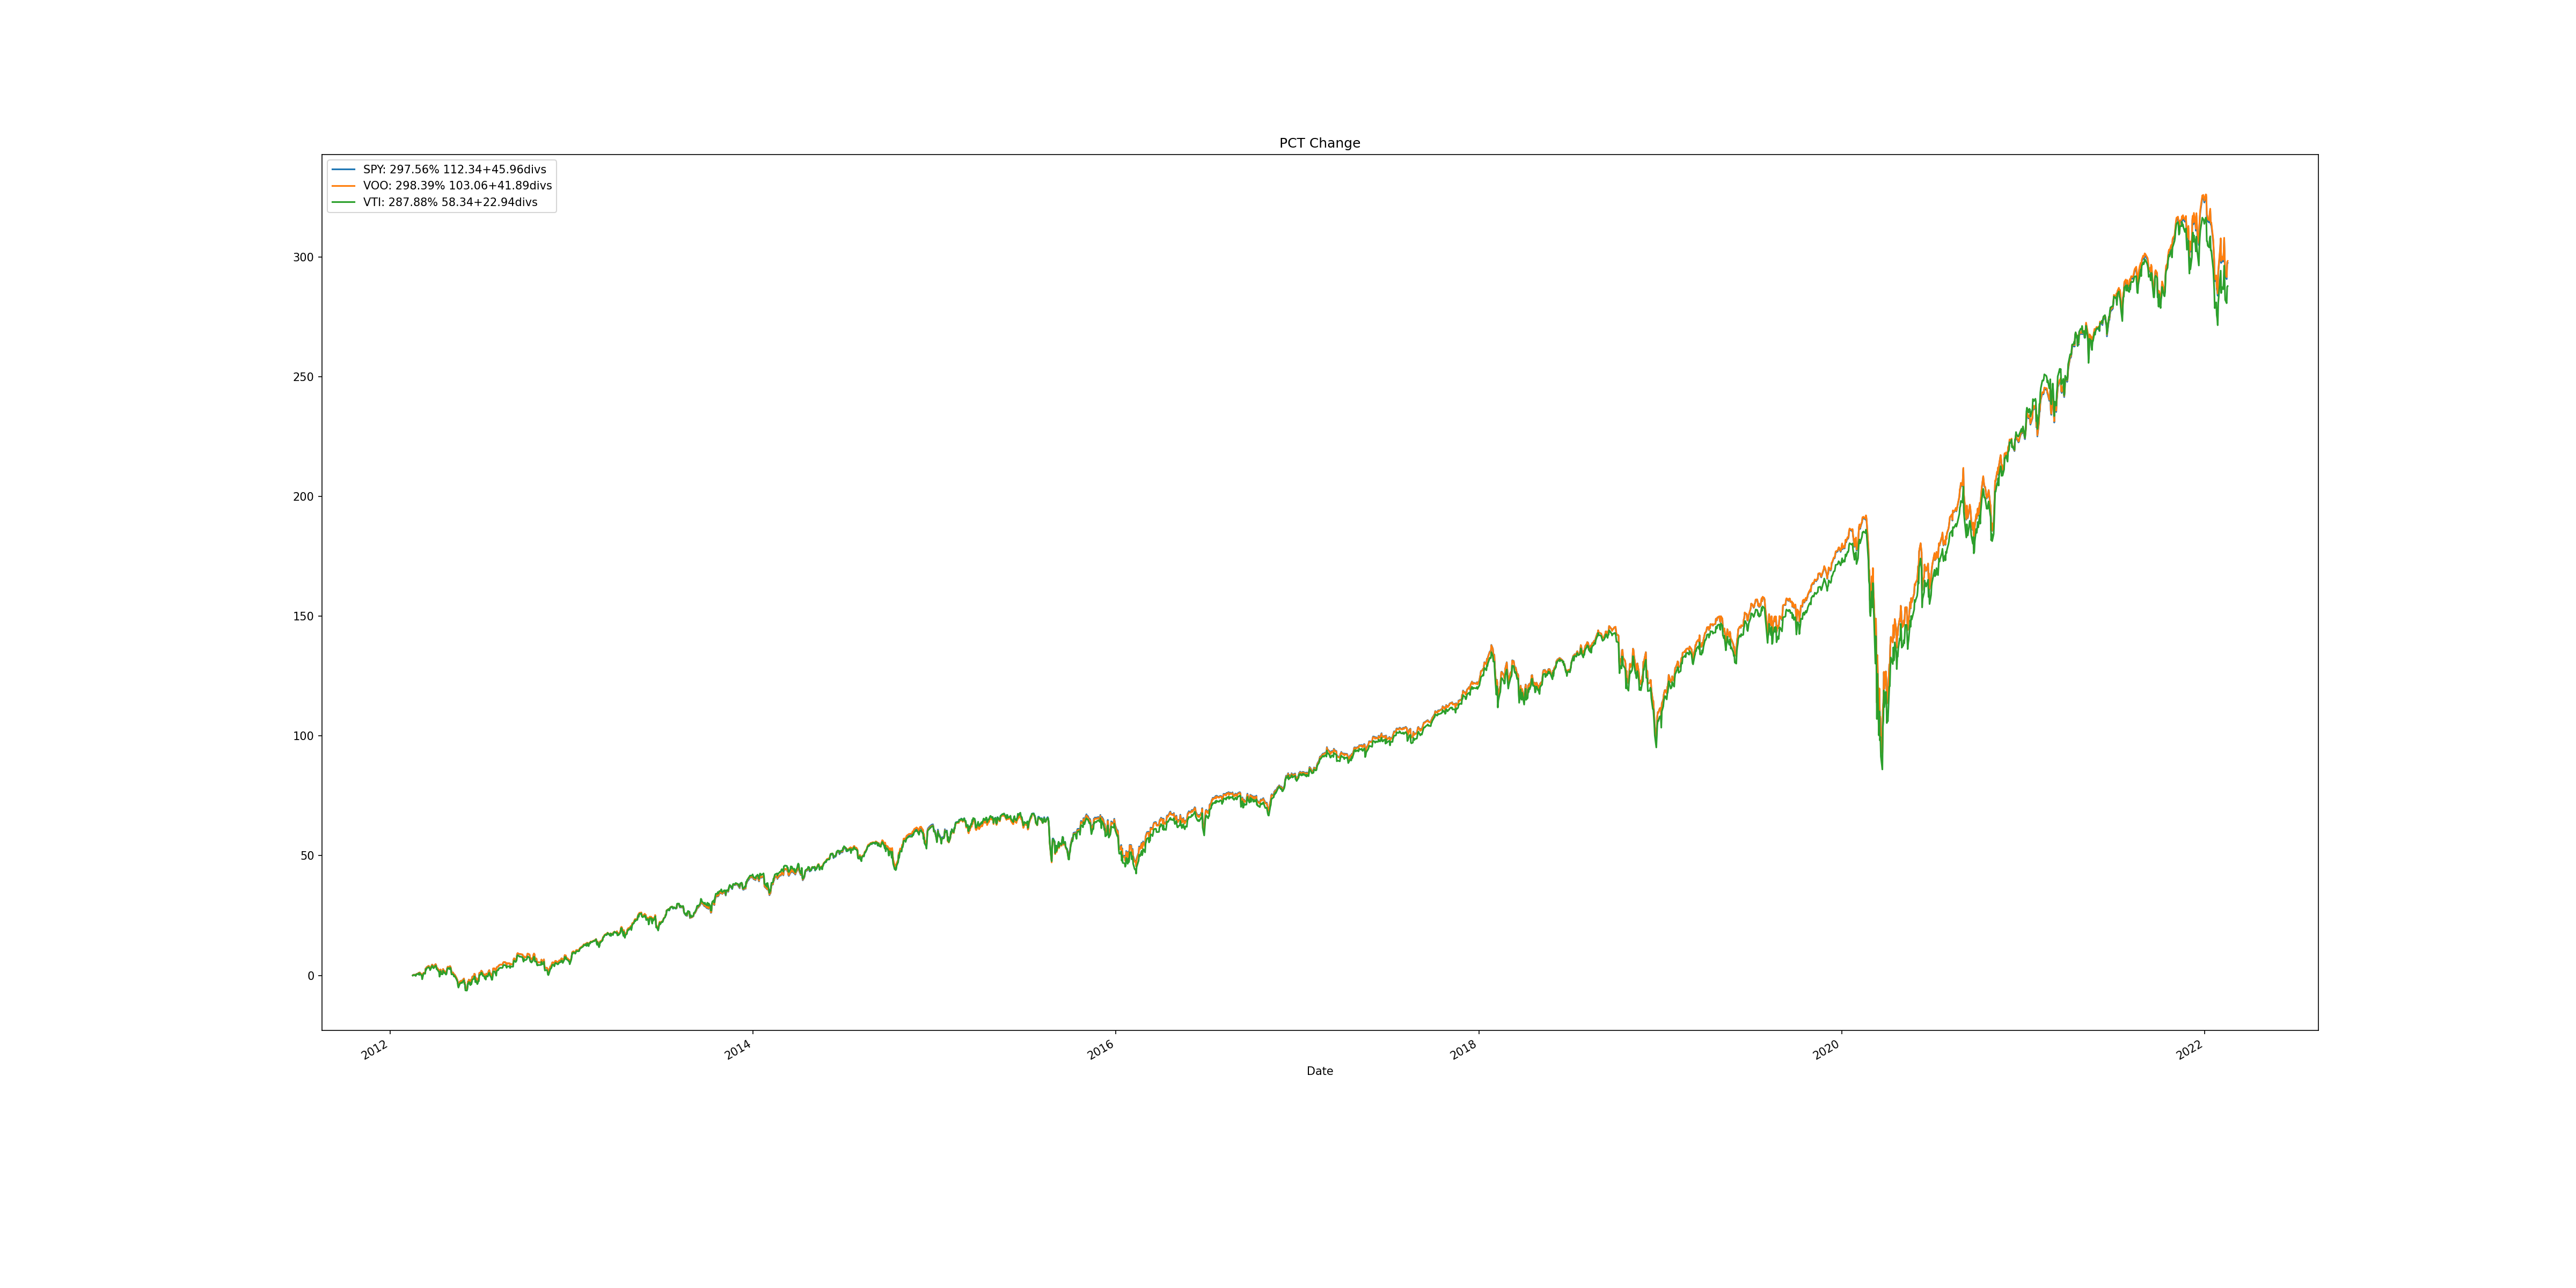 PCT Change
SPY: 297.56% 112.34+45.96divs
VOO: 298.39% 103.06+41.89divs
VTI: 287.88% 58.34+22.94divs
300
250
200
150
100
50
0
2012
2014
2016
2018
2020
2022
Date